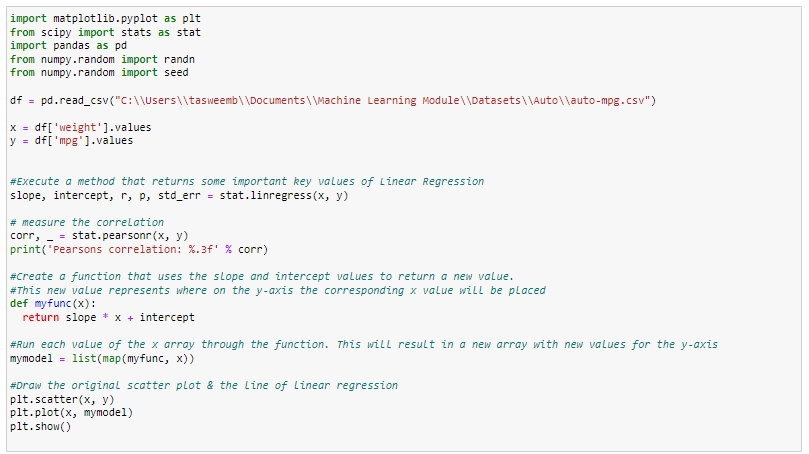 import matplotlib.pyplot as plt
from scipy import stats as stat
import pandas as pd
from numpy.random import randn
from numpy.random import seed
df = pd.read_csv("C:\\Users\\tasweemb\\Documents\\Machine Learning Module\\Datasets\\Auto\\auto-mpg.csv")
x = df['weight'].values
y = df['mpg'].values
#Execute a method that returns some important key values of Linear Regression
slope, intercept, r, p, std_err = stat.linregress(x, y)
# measure the correlation
corr, _ = stat.pearsonr(x, y)
print('Pearsons correlation: %.3f' % corr)
#Create a function that uses the slope and intercept values to return a new value.
#This new value represents where on the y-axis the corresponding x value will be placed
def myfunc(x):
  return slope * x + intercept
#Run each value of the x array through the function. This will result in a new array with new values for the y-axis
mymodel = list(map(myfunc, x))
#Draw the original scatter plot & the line of linear regression
plt.scatter(x, y)
plt.plot(x, mymodel)
plt.show()